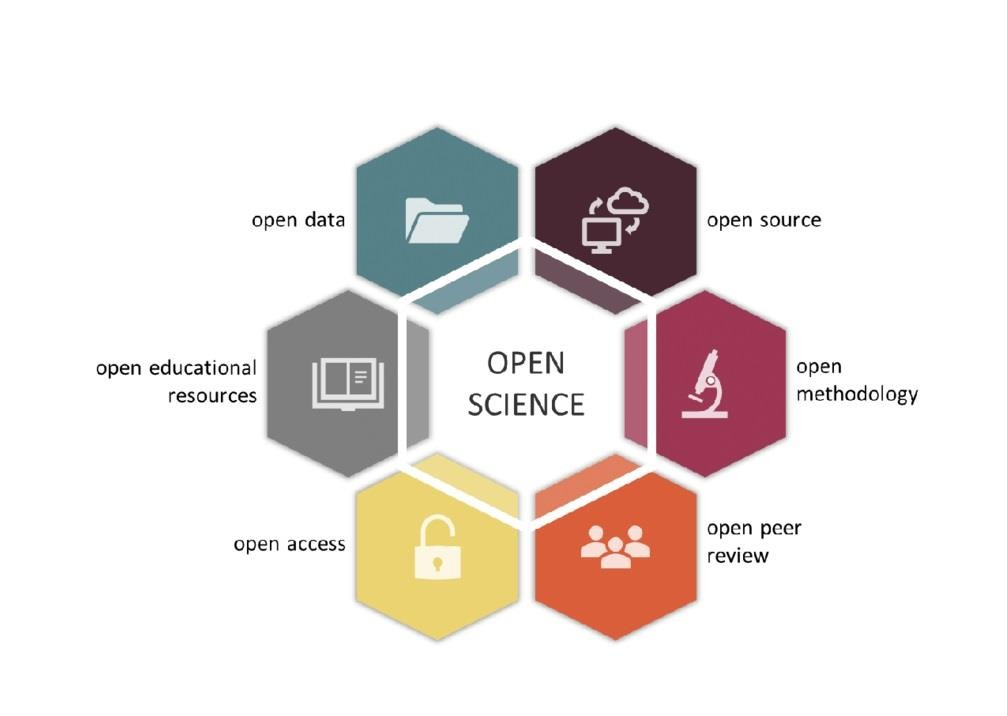 open data
open source
open educational
resources
OPEN
SCIENCE
open
methodology
open access
open peer
review